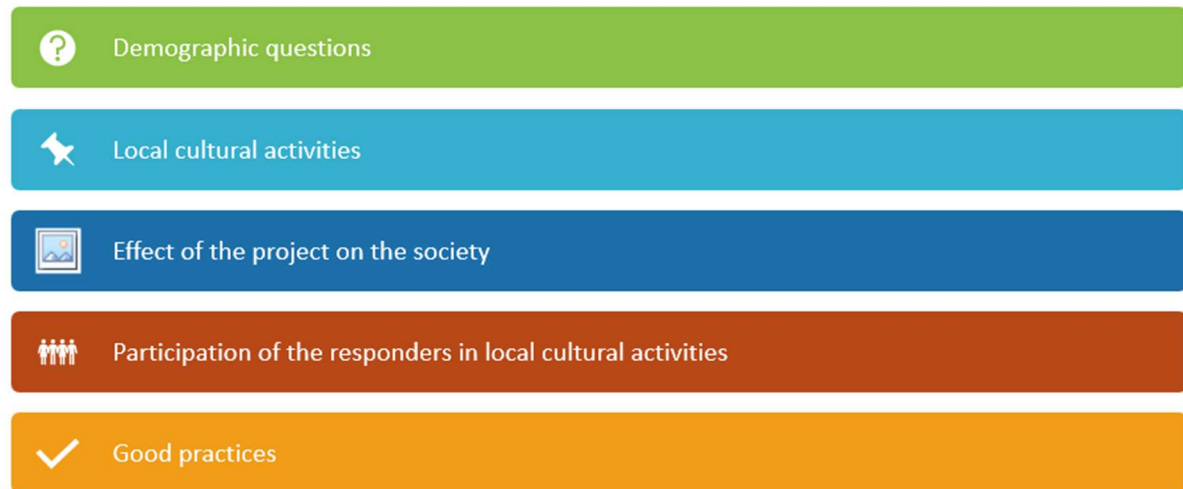 Demographic questions
Local cultural activities
Effect of the project on the society
Participation of the responders in local cultural activities
Good practices